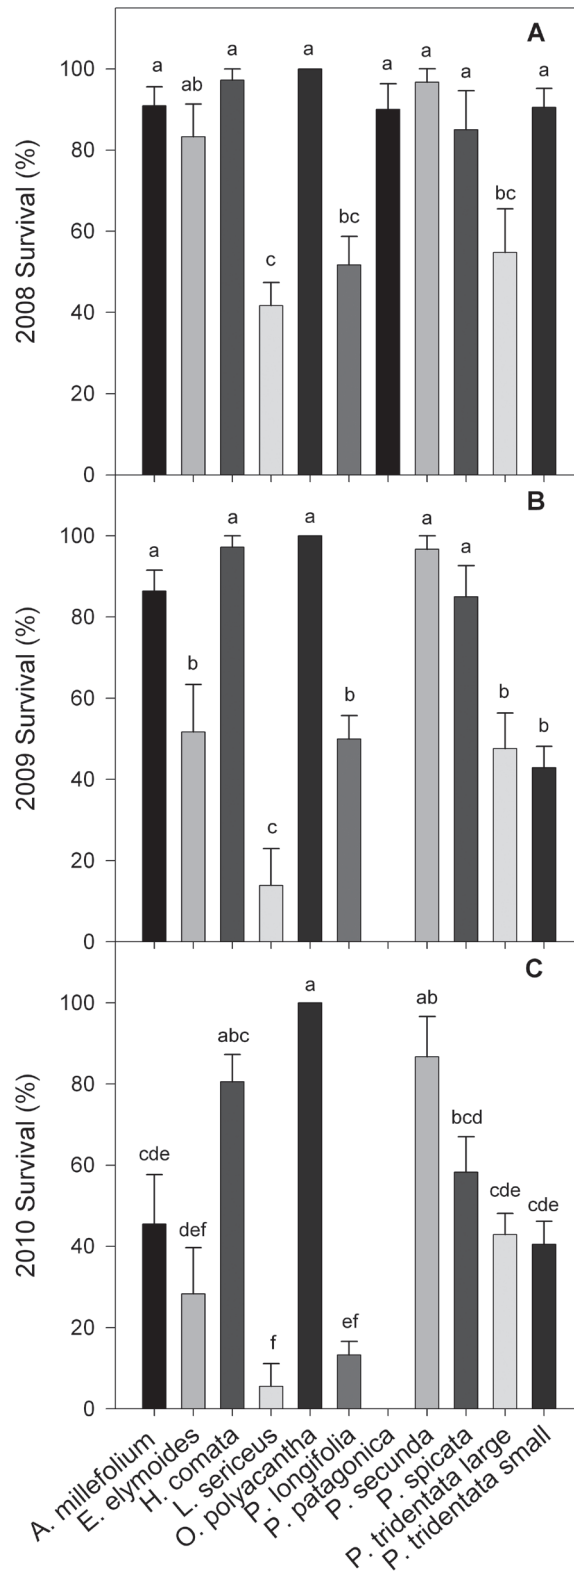 A
2008 Survival (%)
100
80
60
40
20
0
a
ab
a
c
a
bc
a
a
a
bc
a
B
2009 Survival (%)
100
80
60
40
20
0
a
b
a
c
a
b
a
a
b
b
C
2010 Survival (%)
100
80
60
40
20
0
cde
def
abc
f
a
ef
ab
bcd
cde
cde
A. millefolium
E. elymoides
H. comata
L. sericeus
O. polyacantha
P. longifolia
P. patagonica
P. secunda
P. spicata
P. tridentata large
P. tridentata small